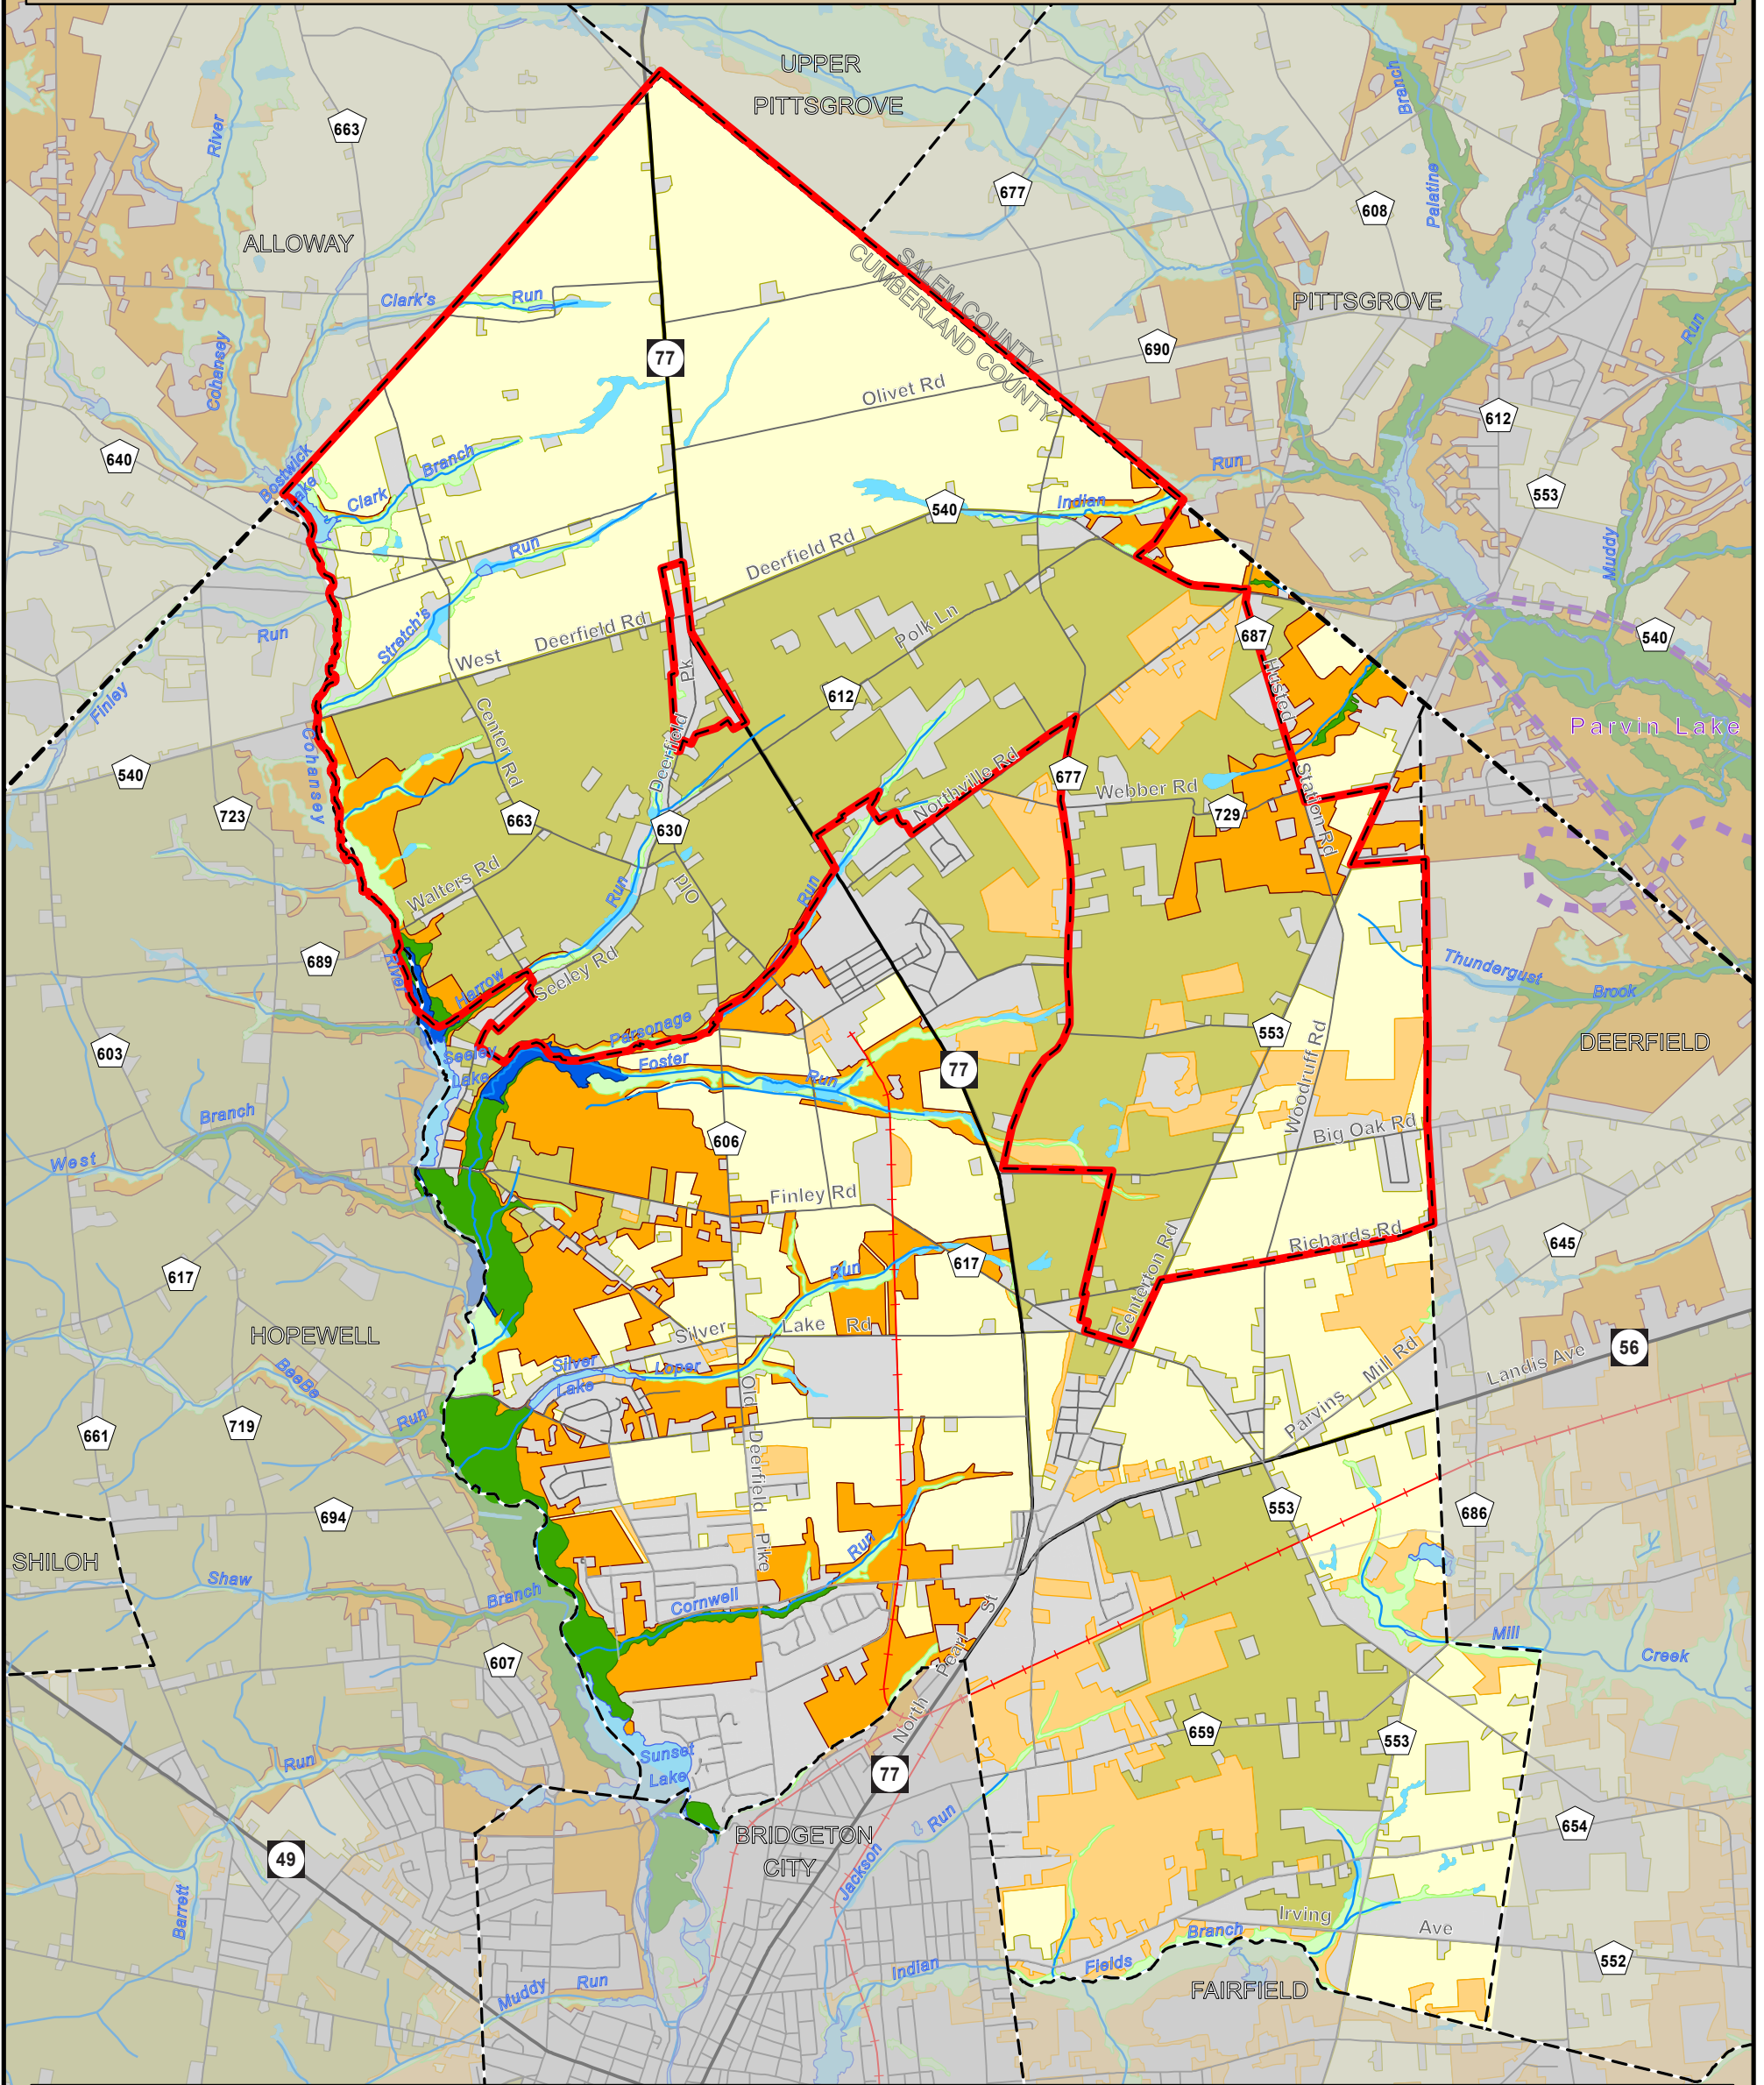 UPPER
PITTSGROVE
Branch
663
River
677
Palatine
608
ALLOWAY
SALEM COUNTY
CUMBERLAND COUNTY
PITTSGROVE
Clark's
Run
Run
77
690
Cohansey
Olivet Rd
612
640
Branch
Bostwick
Lake
Run
553
Clark
Indian
540
Deerfield Rd
Run
Muddy
Run
Stretch's
Deerfield Rd
West
Polk Ln
687
540
Finley
Pk
Husted
612
Center Rd
Parvin Lake
Cohansey
Deerfield
540
Northville Rd
677
Webber Rd
Station Rd
723
663
630
729
Walters Rd
Old
Run
Run
689
River
Harrow
Seeley Rd
Thundergust
Brook
Parsonage
553
Woodruff Rd
603
Seeley
Lake
Foster
Run
77
DEERFIELD
Branch
West
606
Big Oak Rd
Finley Rd
617
Run
617
Richards Rd
645
Centerton Rd
HOPEWELL
Silver
Lake
Rd
56
Landis Ave
Mill Rd
Parvins
BeeBe
Run
Silver
Lake
Loper
Old
Deerfield
Pike
661
719
694
553
686
SHILOH
Shaw
Branch
Run
Cornwell
St
Pearl
North
Mill
Creek
607
659
553
Sunset
Lake
Run
77
654
BRIDGETON
CITY
Run
Jackson
49
Barrett
Irving
Ave
Branch
552
Indian
Fields
Muddy
Run
FAIRFIELD